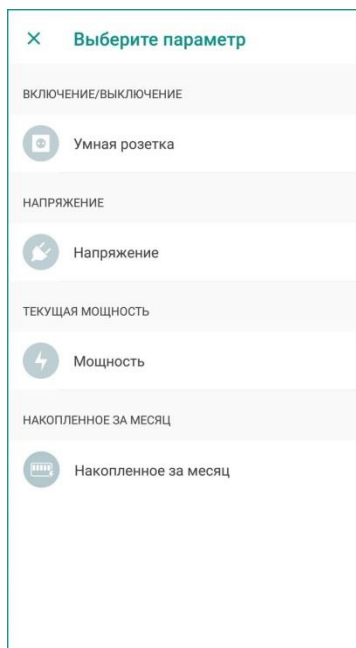 Выберите параметр
ВКЛЮЧЕНИЕ/ВЫКЛЮЧЕНИЕ
Умная розетка
НАПРЯЖЕНИЕ
Напряжение
ТЕКУЩАЯ МОЩНОСТЬ
Мощность
НАКОПЛЕННОЕ ЗА МЕСЯЦ
Накопленное за месяц